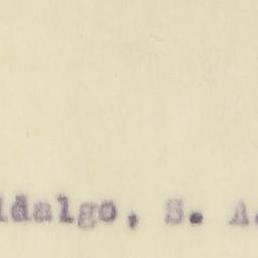 idalgo, S. A.